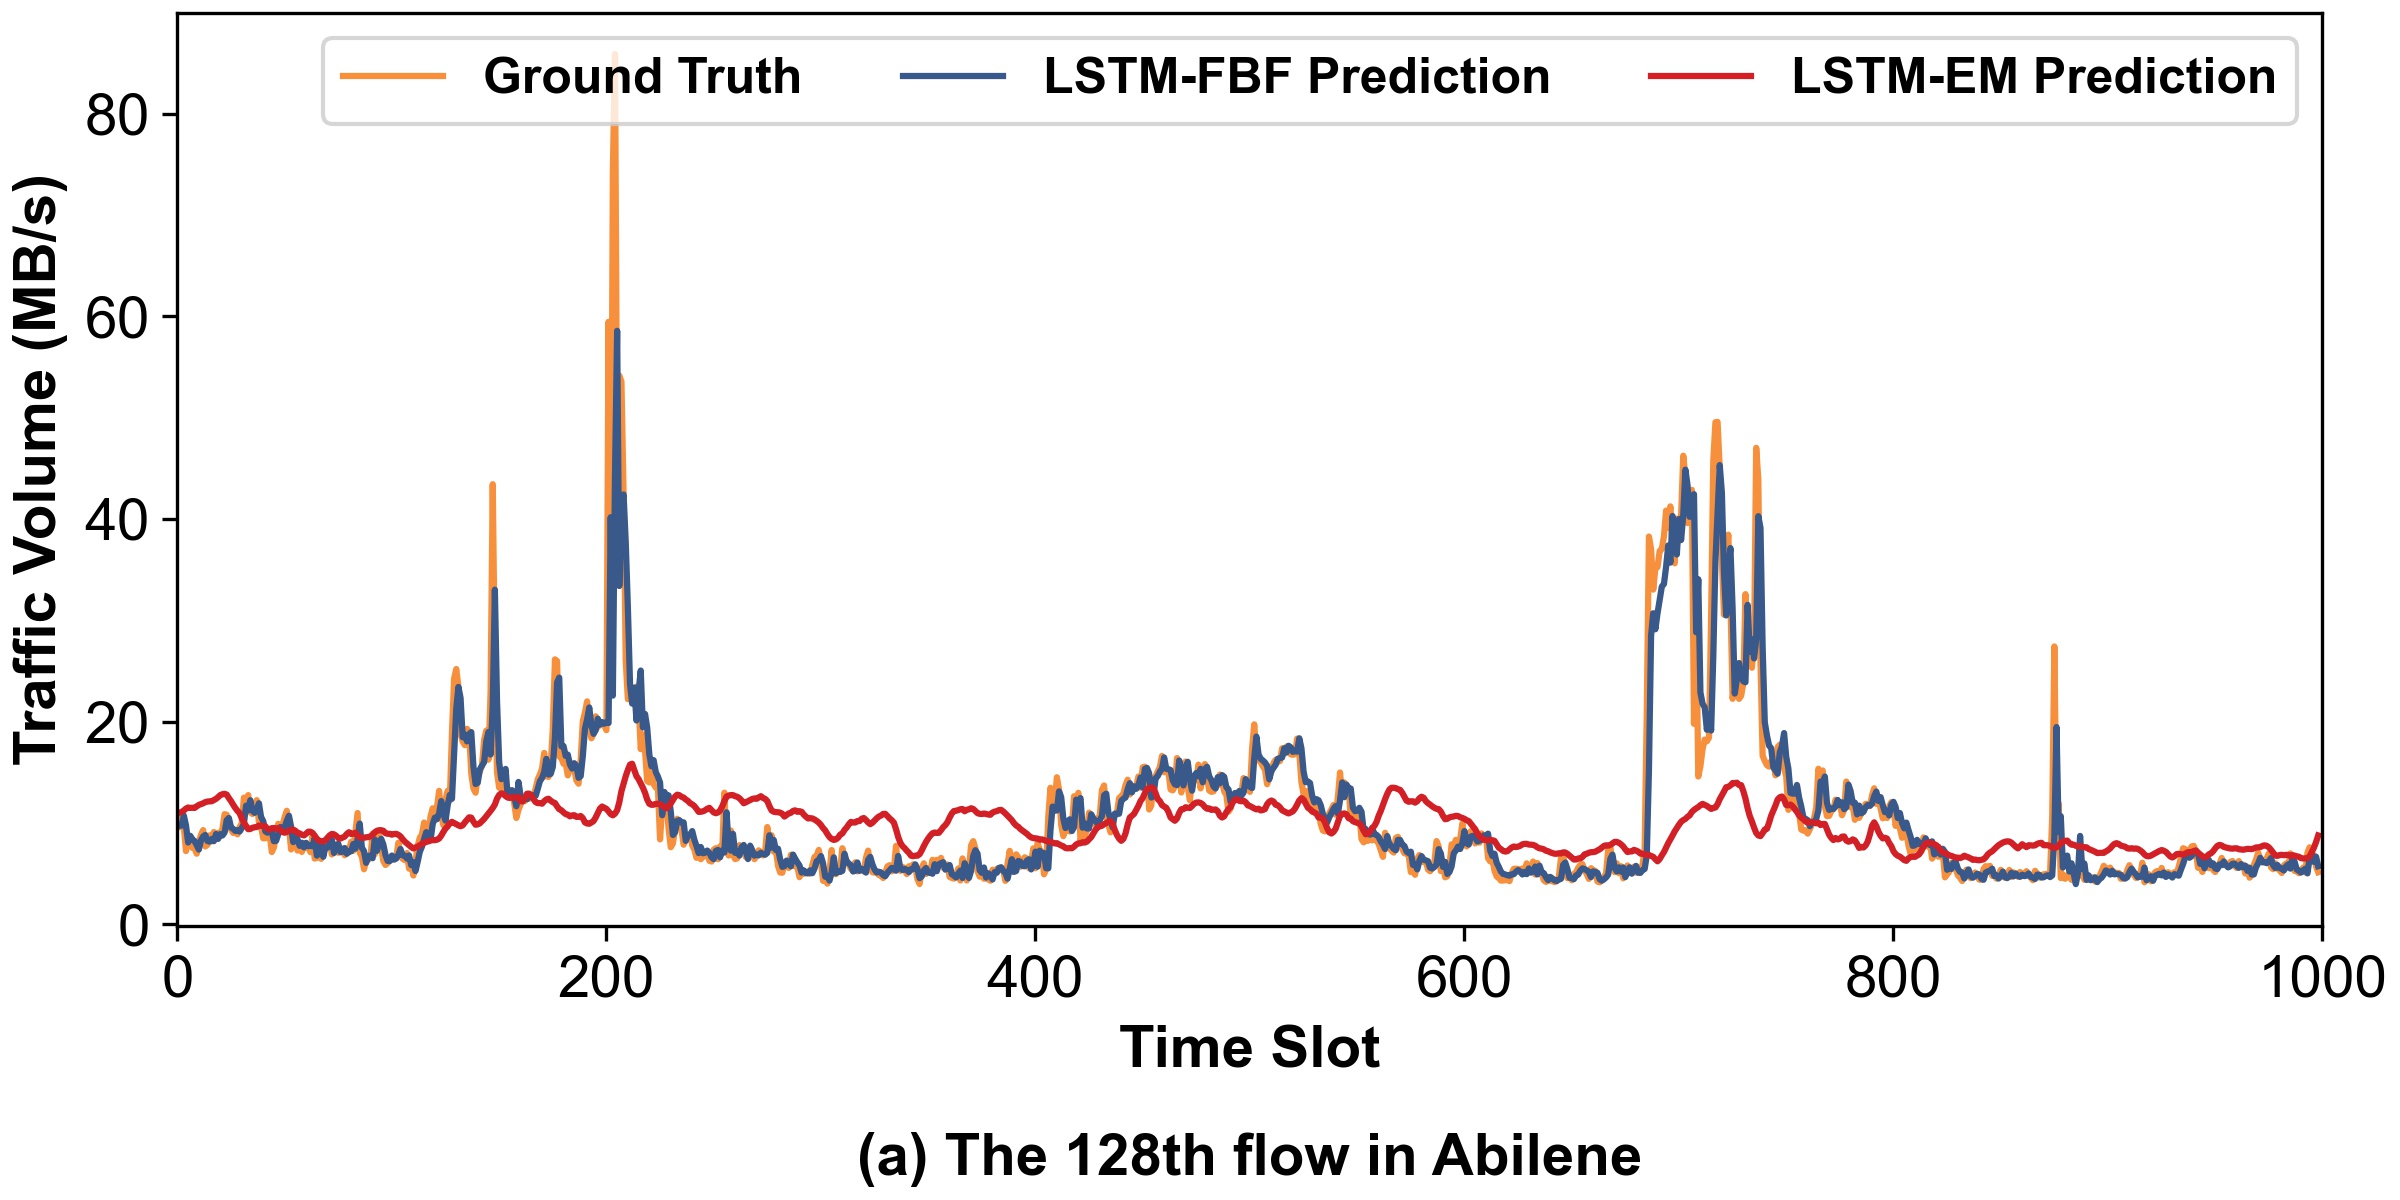 Ground Truth LSTM-FBF Prediction LSTM-EM Prediction
Traffic Volume (MB/s)
80
60
40
20
0
0 200 400 600 800 1000
Time Slot
(a) The 128th flow in Abilene